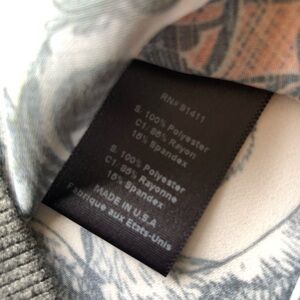 RN# 81411
S. 100% Polyester
C1: 85% Rayon
15% Spandex
S. 100% Polyester
C1: 85% Rayonne
15% Spandex
MADE IN U.S.A
Fabrique aux Etats-Unis